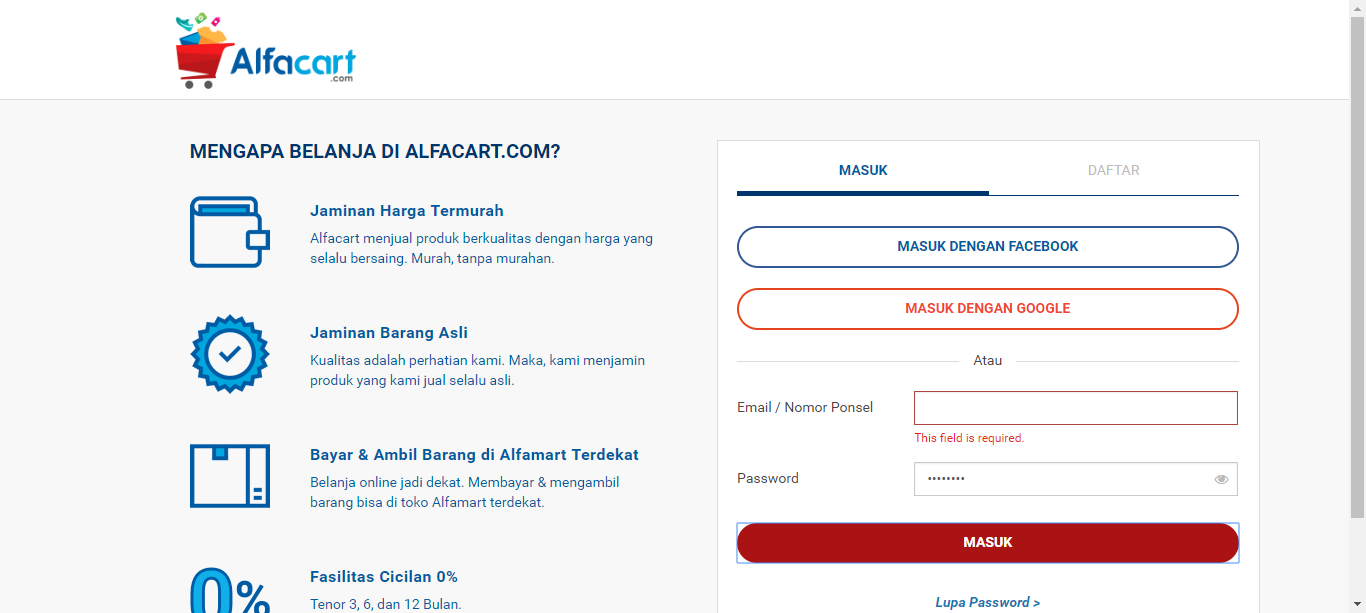 Alfacart
.com
MENGAPA BELANJA DI ALFACART.COM?
Jaminan Harga Termurah
Alfacart menjual produk berkualitas dengan harga yang
selalu bersaing. Murah, tanpa murahan.
Jaminan Barang Asli
Kualitas adalah perhatian kami. Maka, kami menjamin
produk yang kami jual selalu asli.
Bayar & Ambil Barang di Alfamart Terdekat
Belanja online jadi dekat. Membayar & mengambil
barang bisa di toko Alfamart terdekat.
0%
Fasilitas Cicilan 0%
Tenor 3, 6, dan 12 Bulan.
MASUK
DAFTAR
MASUK DENGAN FACEBOOK
MASUK DENGAN GOOGLE
Atau
Email / Nomor Ponsel
This field is required.
Password
••••••••
MASUK
Lupa Password >